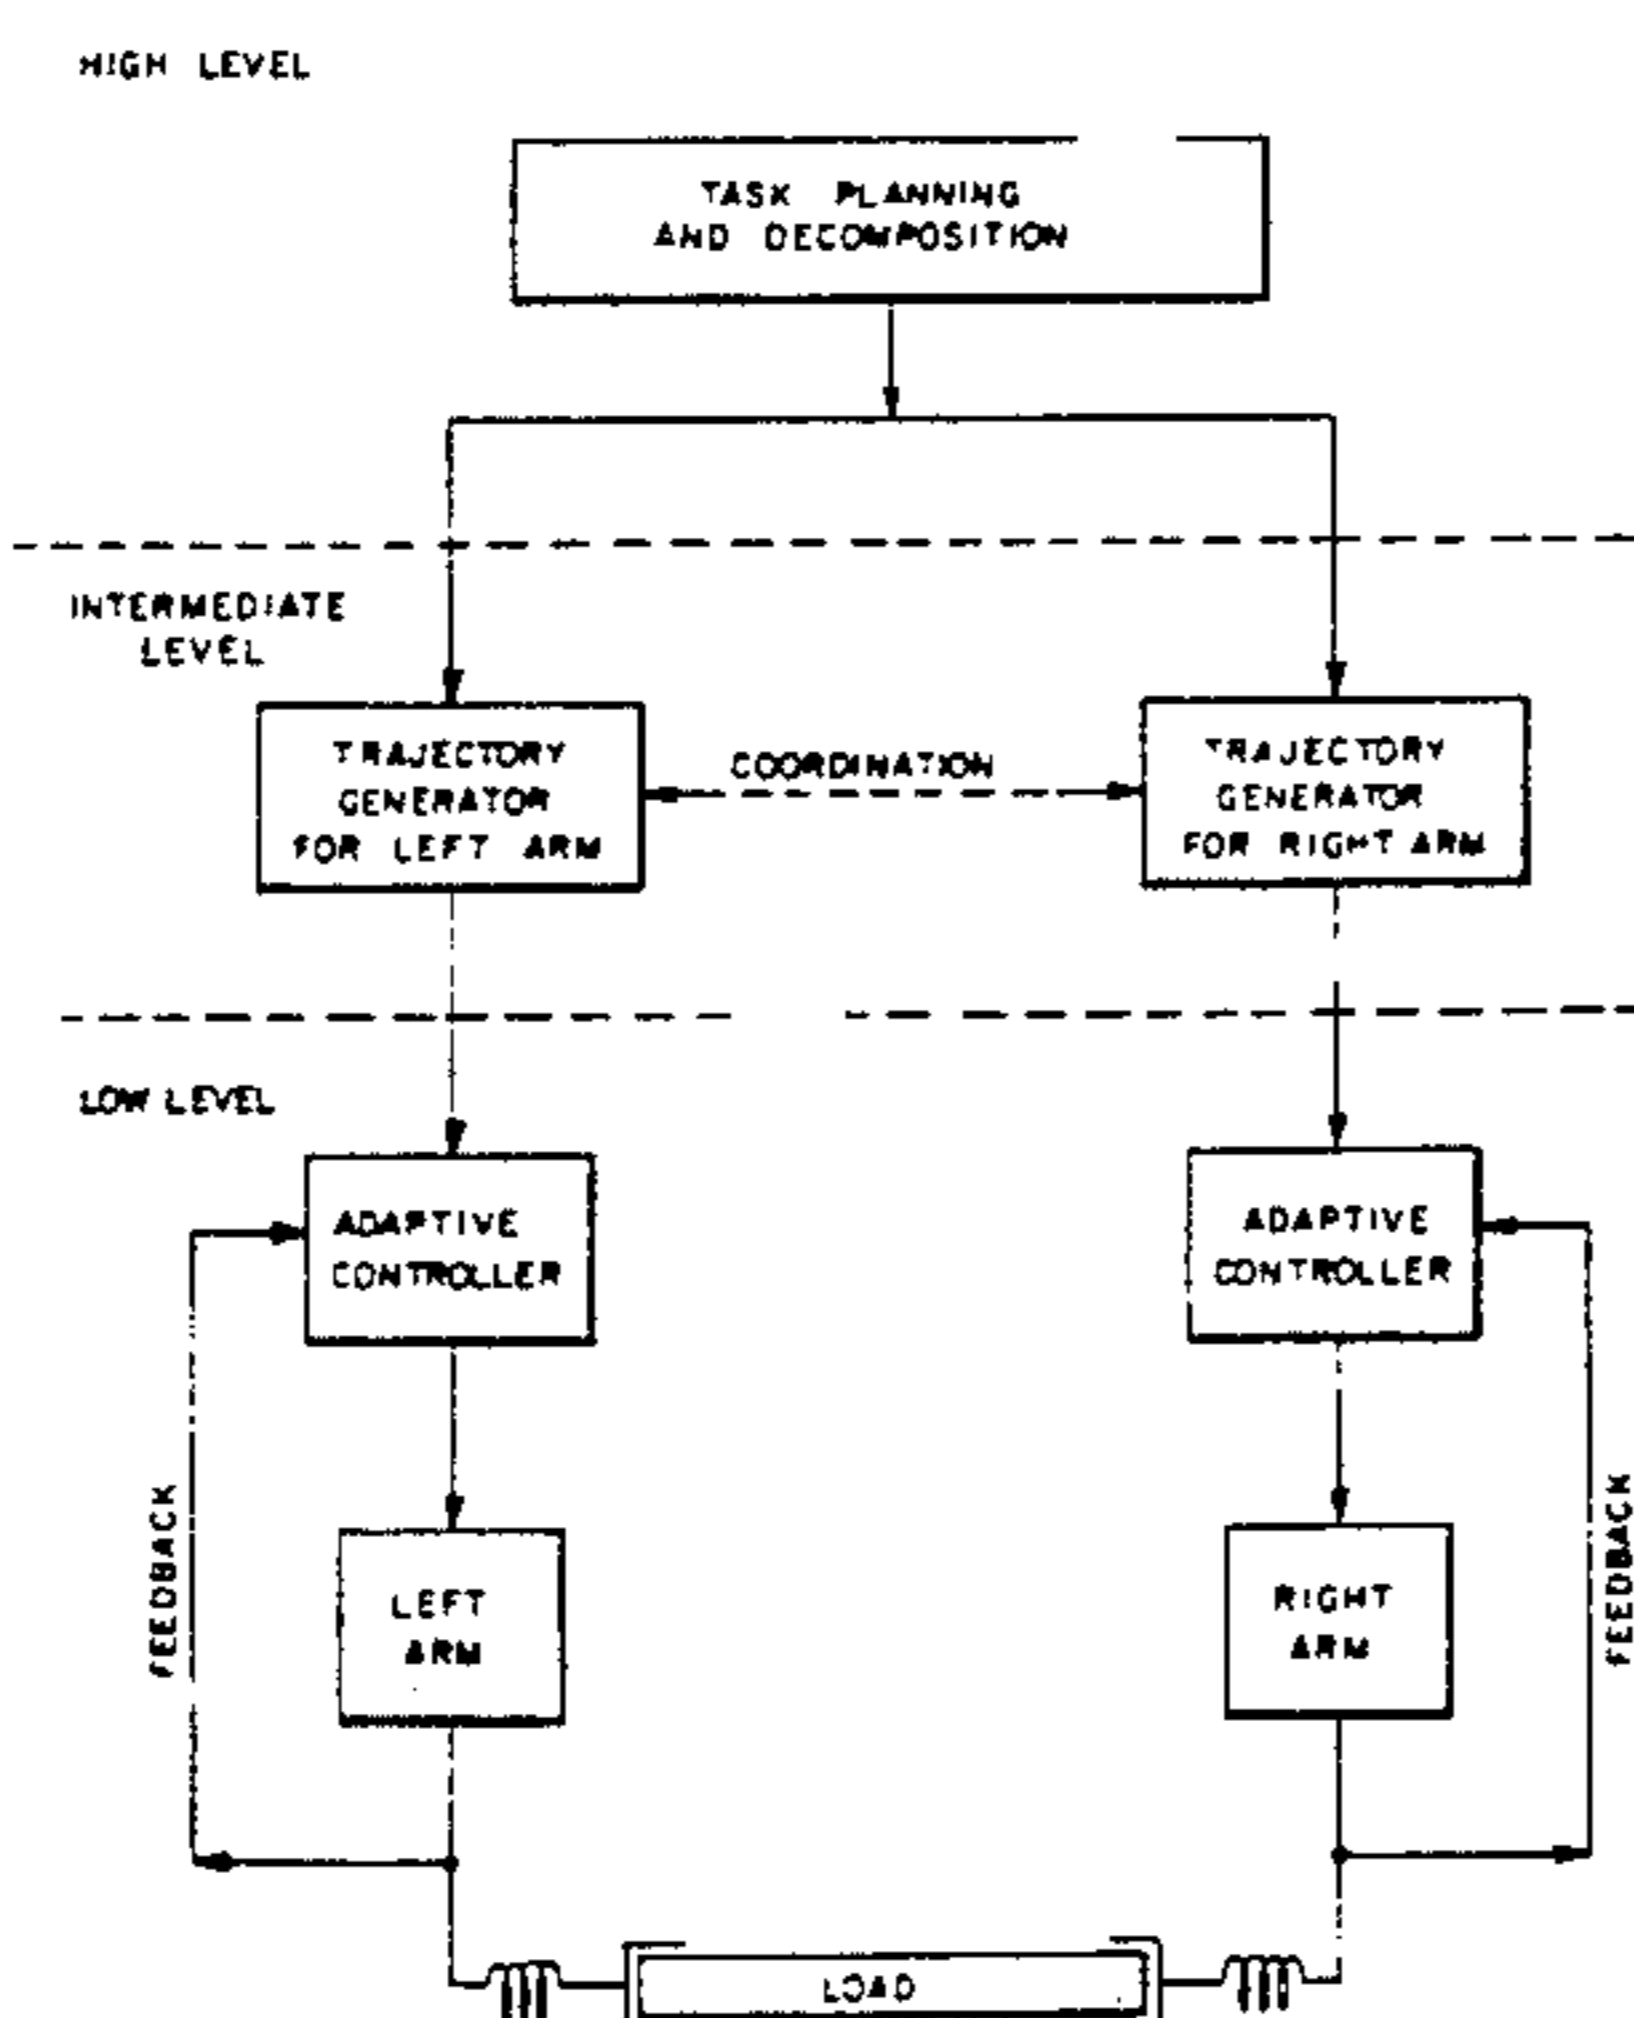 HIGH LEVEL
TASK PLANNING
AND DECOMPOSITION
INTERMEDIATE
LEVEL
TRAJECTORY
GENERATOR
FOR LEFT ARM
COORDINATION
TRAJECTORY
GENERATOR
FOR RIGHT ARM
LOW LEVEL
ADAPTIVE
CONTROLLER
ADAPTIVE
CONTROLLER
FEEDBACK
LEFT
ARM
RIGHT
ARM
FEEDBACK
LOAD